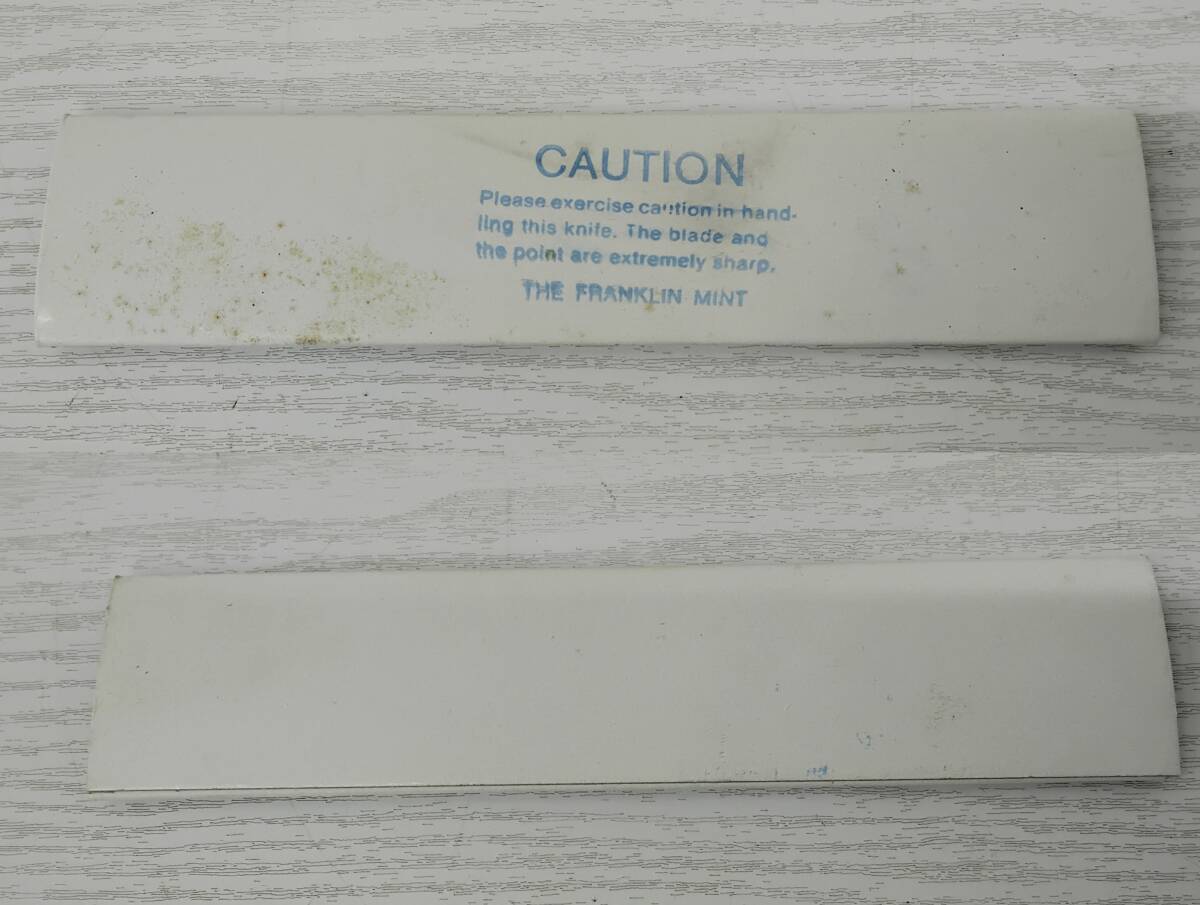 CAUTION
Please exercise caution in hand-
ling this knife. The blade and
the point are extremely sharp.
THE FRANKLIN MINT